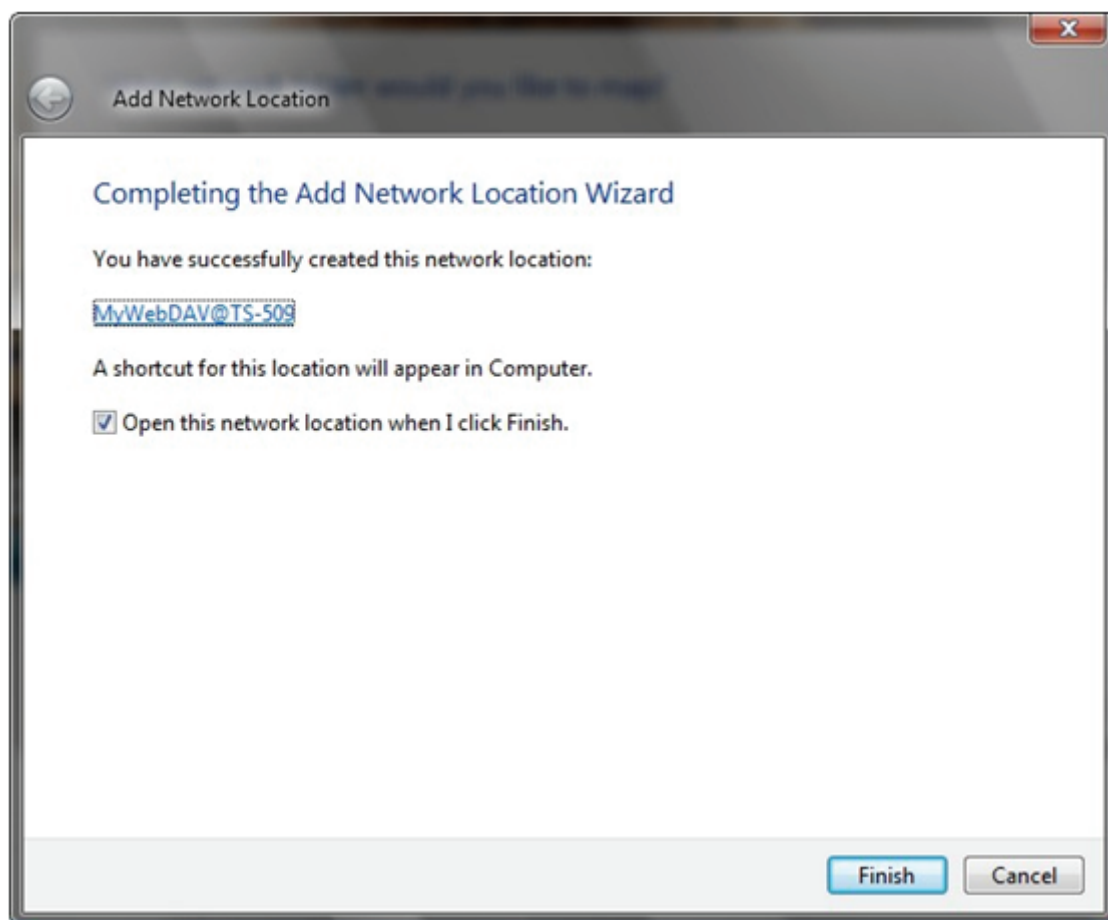 Add Network Location
Completing the Add Network Location Wizard
You have successfully created this network location:
MyWebDAV@TS-509
A shortcut for this location will appear in Computer.
Open this network location when I click Finish.
Finish
Cancel